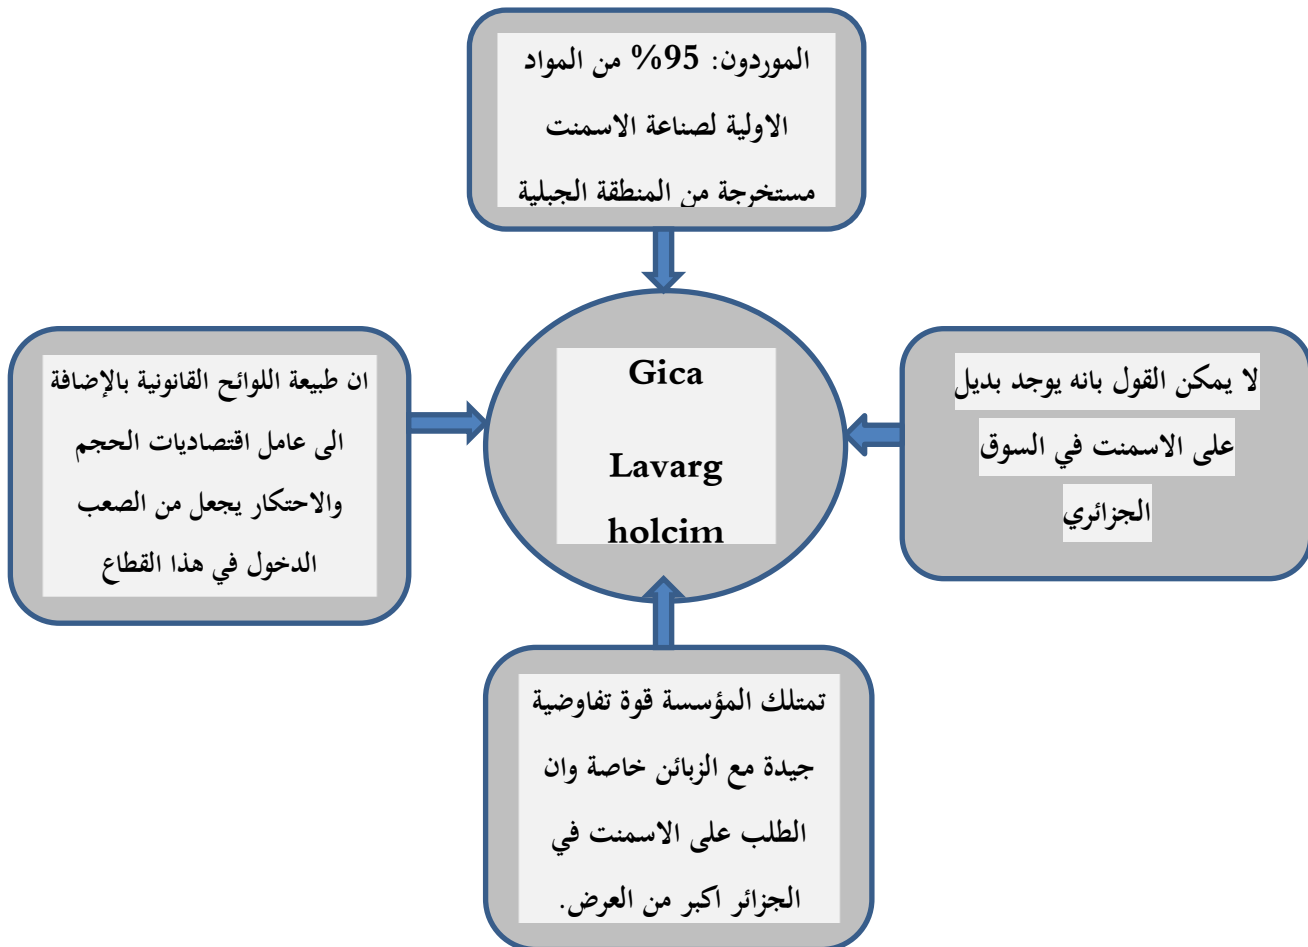 الموردون: 95% من المواد
الاولية لصناعة الاسمنت
مستخرجة من المنطقة الجبلية
لا يمكن القول بانه يوجد بديل
على الاسمنت في السوق
الجزائري
Gica
Lavarg
holcim
ان طبيعة اللوائح القانونية بالإضافة
الى عامل اقتصاديات الحجم
والاحتكار يجعل من الصعب
الدخول في هذا القطاع
تمتلك المؤسسة قوة تفاوضية
جيدة مع الزبائن خاصة وان
الطلب على الاسمنت في
الجزائر اكبر من العرض.